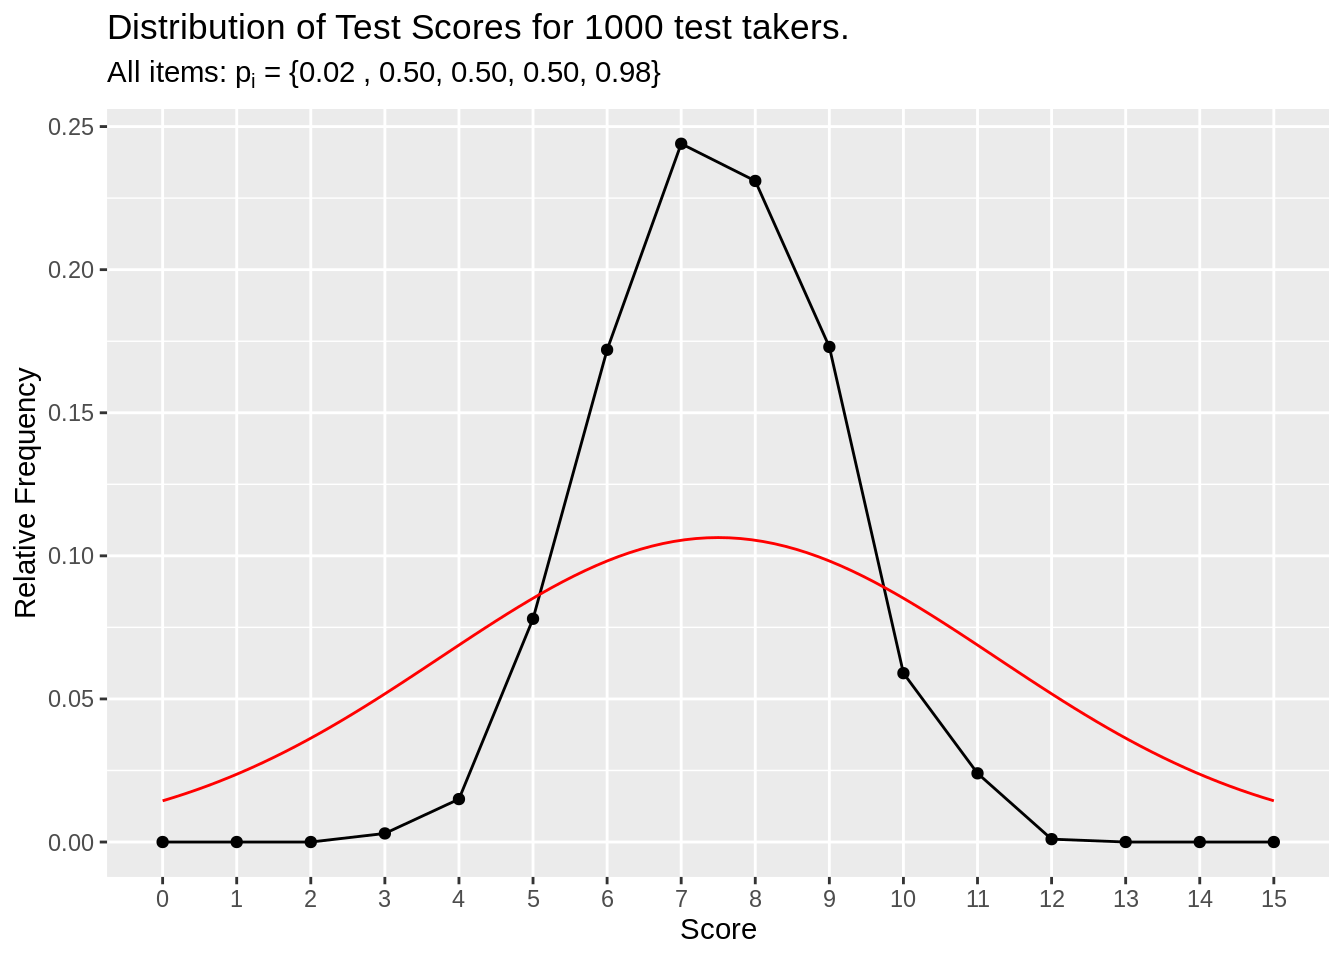 Distribution of Test Scores for 1000 test takers.
All items: pi = {0.02 , 0.50, 0.50, 0.50, 0.98}
0.25
0.20
0.15
0.10
0.05
0.00
Relative Frequency
0 1 2 3 4 5 6 7 8 9 10 11 12 13 14 15
Score